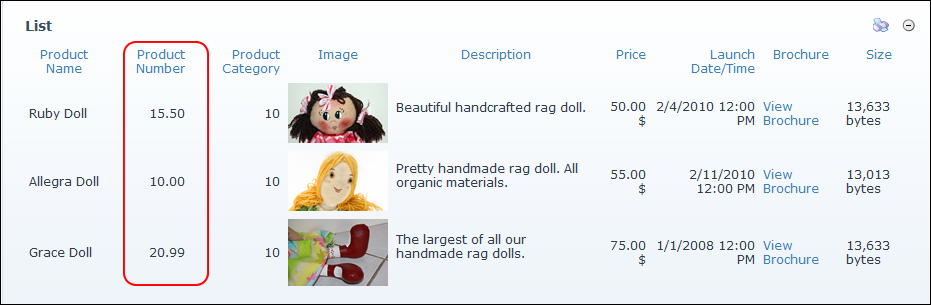 List
Product Name Product Number Product Category Image Description Price Launch Date/Time Brochure Size
Ruby Doll 15.50 10 Beautiful handcrafted rag doll. 50.00 $ 2/4/2010 12:00 PM View Brochure 13,633 bytes
Allegra Doll 10.00 10 Pretty handmade rag doll. All organic materials. 55.00 $ 2/11/2010 12:00 PM View Brochure 13,013 bytes
Grace Doll 20.99 10 The largest of all our handmade rag dolls. 75.00 $ 1/1/2008 12:00 PM View Brochure 13,633 bytes